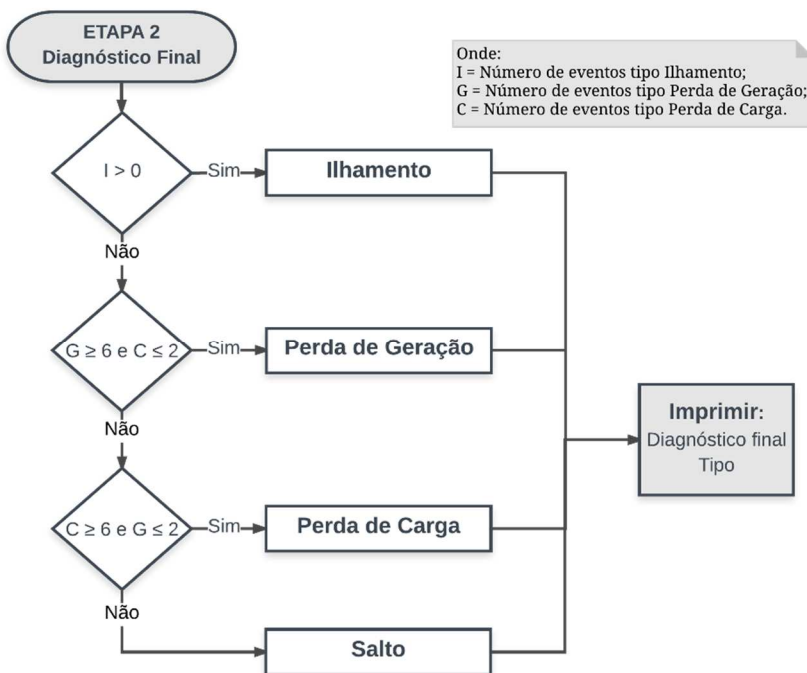 ETAPA 2
Diagnóstico Final
Onde:
I = Número de eventos tipo Ilhamento;
G = Número de eventos tipo Perda de Geração;
C = Número de eventos tipo Perda de Carga.
I > 0
Sim
Ilhamento
Não
G ≥ 6 e C ≤ 2
Sim
Perda de Geração
Não
C ≥ 6 e G ≤ 2
Sim
Perda de Carga
Não
Salto
Imprimir:
Diagnóstico final
Tipo